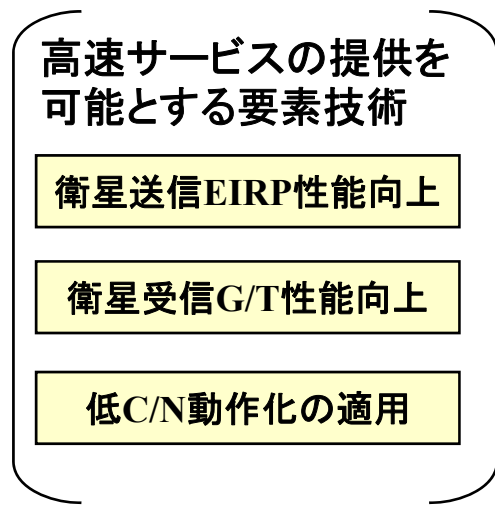 高速サービスの提供を
可能とする要素技術
衛星送信EIRP性能向上
衛星受信G/T性能向上
低C/N動作化の適用